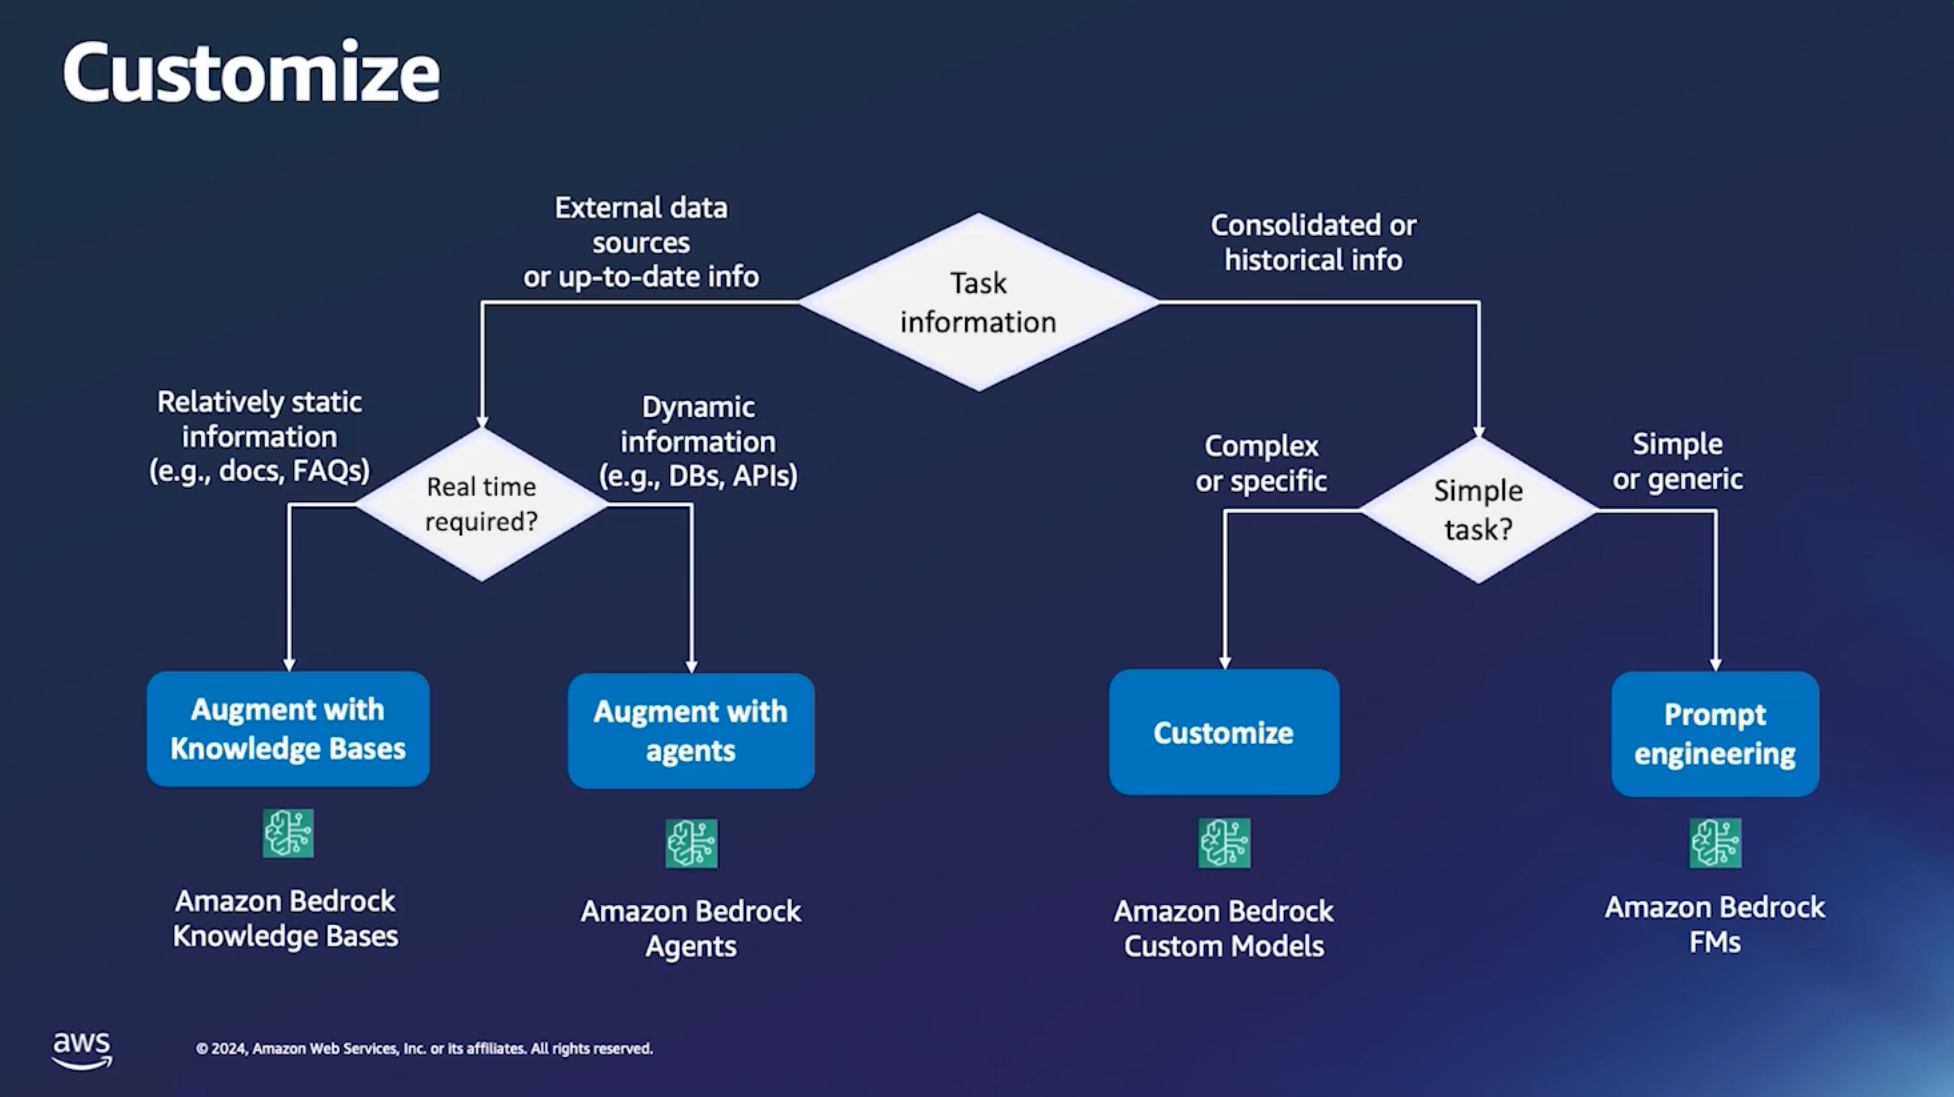 Customize
External data
sources
or up-to-date info
Task
information
Consolidated or
historical info
Relatively static
information
(e.g., docs, FAQs)
Real time
required?
Dynamic
information
(e.g., DBs, APIs)
Complex
or specific
Simple
task?
Simple
or generic
Augment with
Knowledge Bases
Augment with
agents
Customize
Prompt
engineering
Amazon Bedrock
Knowledge Bases
Amazon Bedrock
Agents
Amazon Bedrock
Custom Models
Amazon Bedrock
FMs
aws
© 2024, Amazon Web Services, Inc. or its affiliates. All rights reserved.